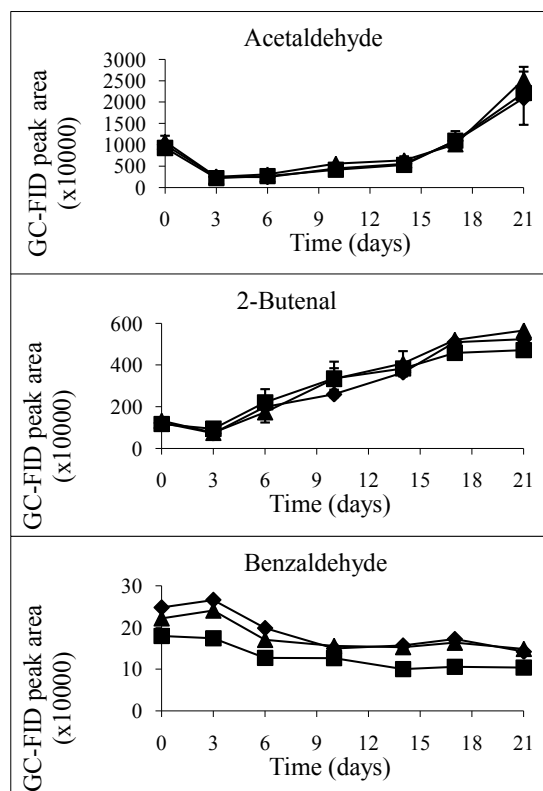 Acetaldehyde
GC-FID peak area
(x10000)
3000
2500
2000
1500
1000
500
0
0 3 6 9 12 15 18 21
Time (days)
2-Butenal
GC-FID peak area
(x10000)
600
400
200
0
0 3 6 9 12 15 18 21
Time (days)
Benzaldehyde
GC-FID peak area
(x10000)
30
20
10
0
0 3 6 9 12 15 18 21
Time (days)